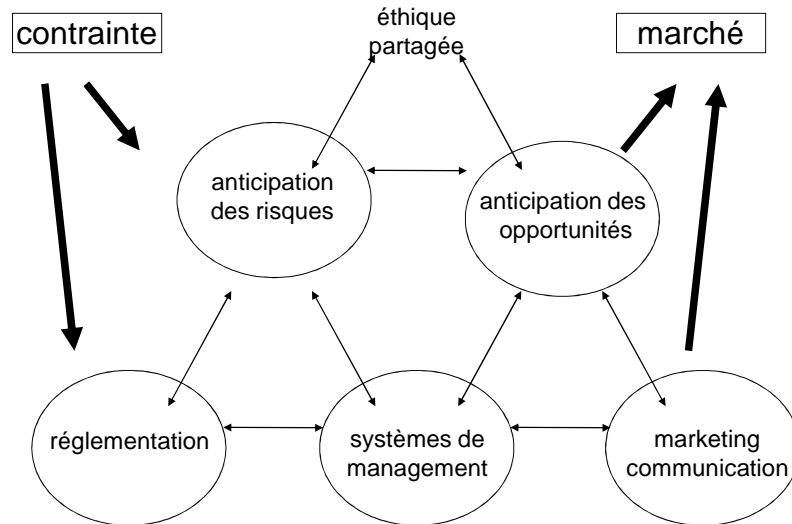 contrainte
éthique
partagée
marché
anticipation
des risques
anticipation des
opportunités
réglementation
systèmes de
management
marketing
communication